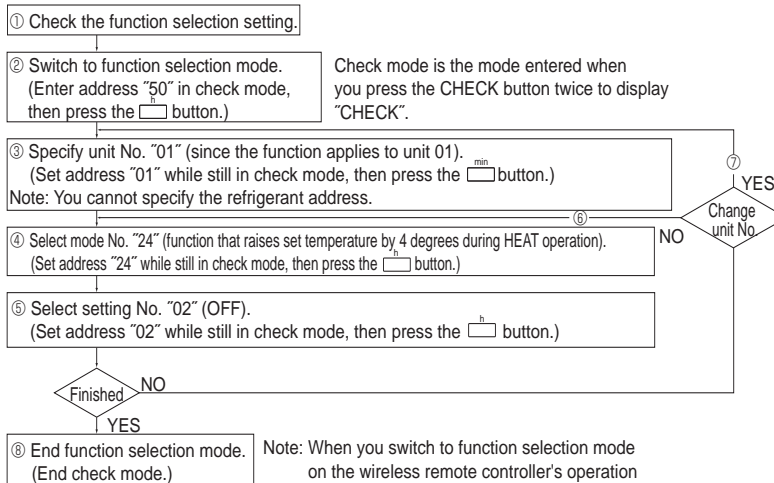 ① Check the function selection setting.
② Switch to function selection mode.
(Enter address ˝50˝ in check mode,
then press the h button.)
Check mode is the mode entered when
you press the CHECK button twice to display
˝CHECK˝.
③ Specify unit No. ˝01˝ (since the function applies to unit 01).
(Set address ˝01˝ while still in check mode, then press the min button.)
Note: You cannot specify the refrigerant address.
⑦
YES
Change
unit No.
⑥
NO
④ Select mode No. ˝24˝ (function that raises set temperature by 4 degrees during HEAT operation).
(Set address ˝24˝ while still in check mode, then press the h button.)
⑤ Select setting No. ˝02˝ (OFF).
(Set address ˝02˝ while still in check mode, then press the h button.)
Finished
NO
YES
⑧ End function selection mode.
(End check mode.)
Note: When you switch to function selection mode
on the wireless remote controller's operation